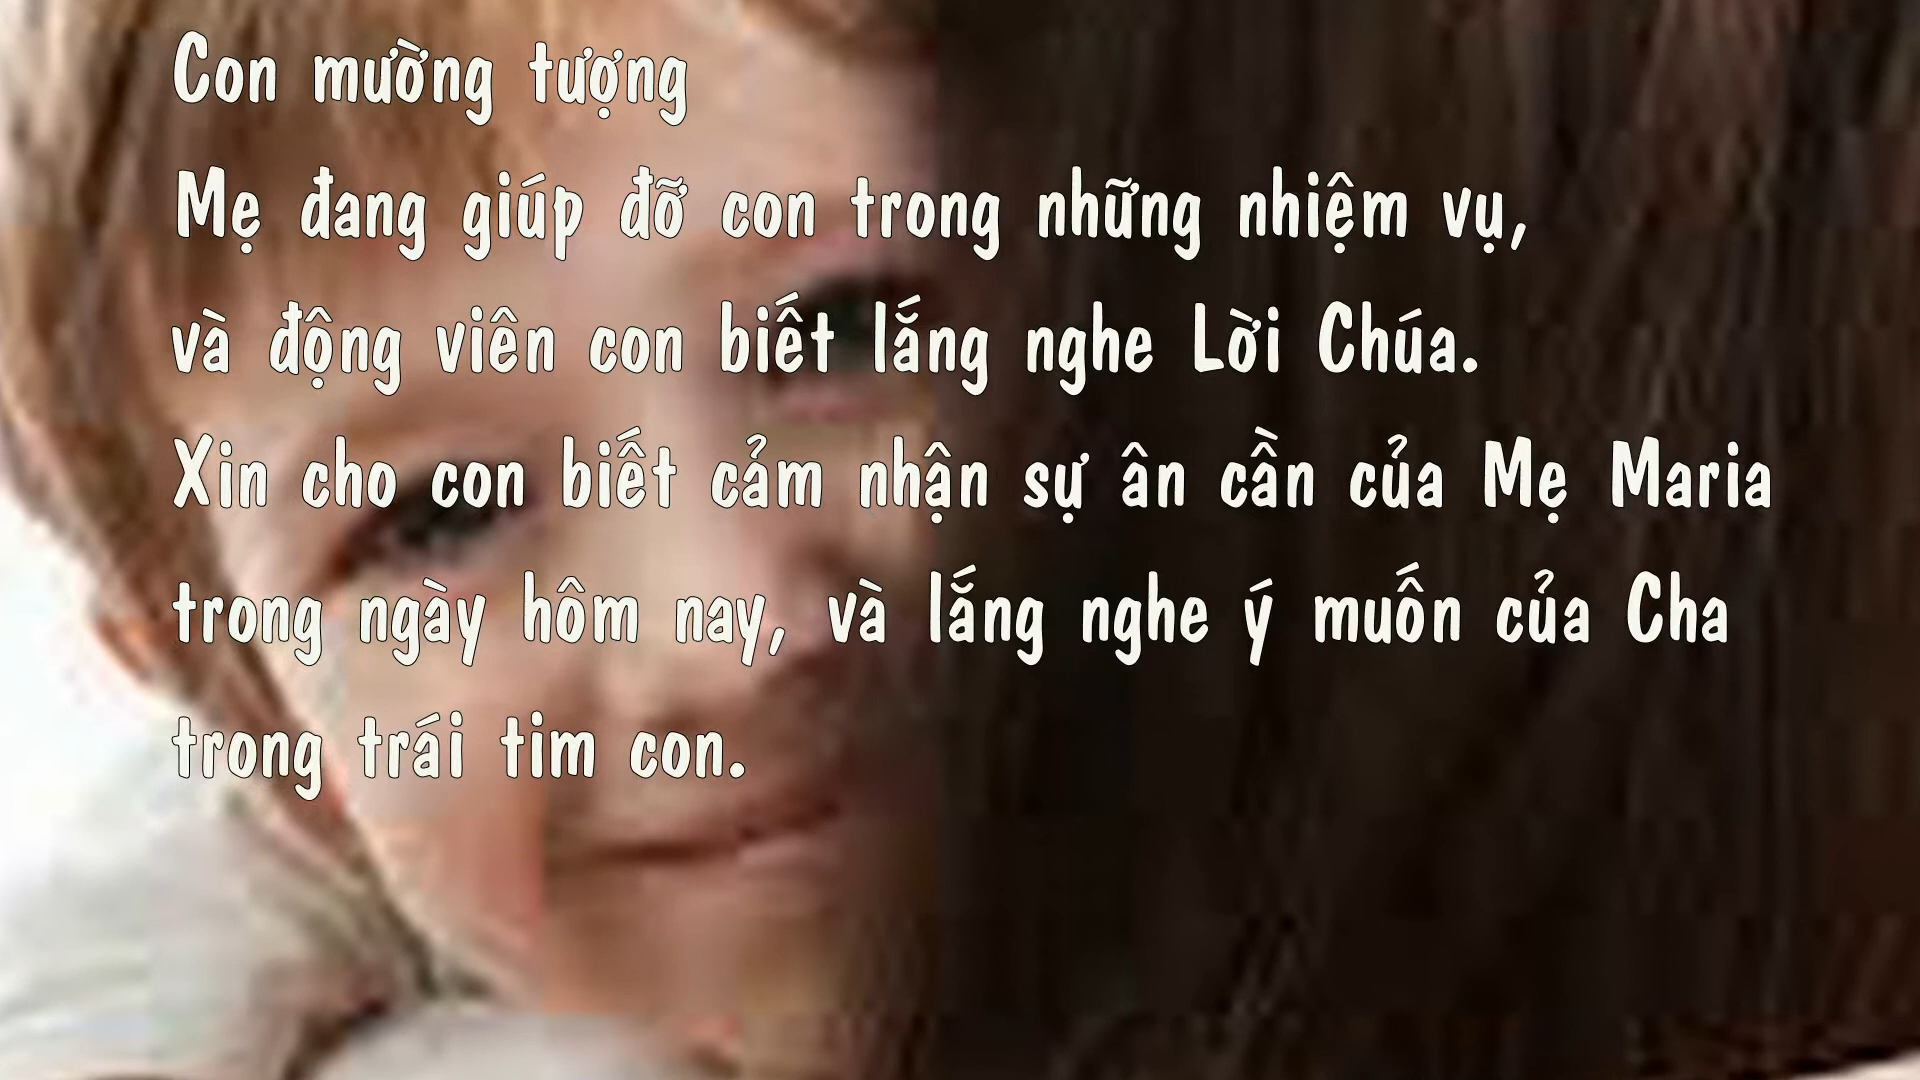 Con mường tượng
Mẹ đang giúp đỡ con trong những nhiệm vụ,
và động viên con biết lắng nghe Lời Chúa.
Xin cho con biết cảm nhận sự ân cần của Mẹ Maria
trong ngày hôm nay, và lắng nghe ý muốn của Cha
trong trái tim con.